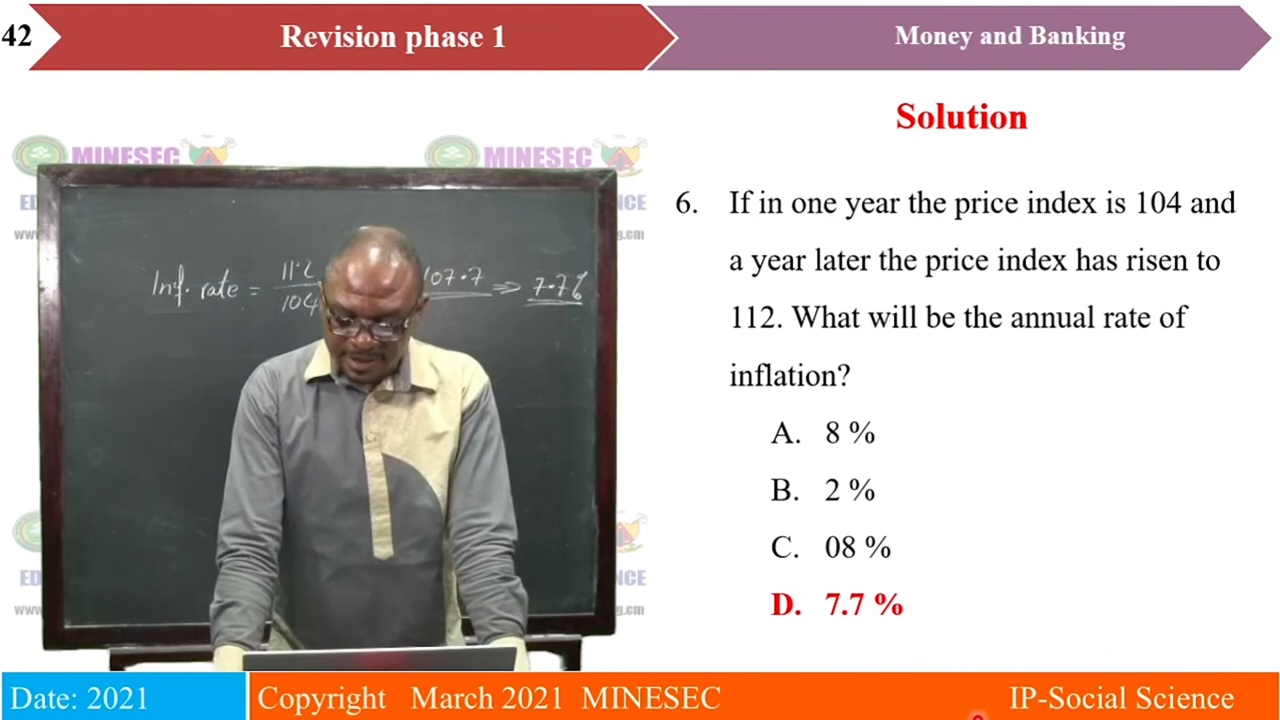 42
Revision phase 1
Money and Banking
Solution
MINESEC
MINESEC
Inf. rate = 112
104
107.7 ⇒ 7.7%
6. If in one year the price index is 104 and
a year later the price index has risen to
112. What will be the annual rate of
inflation?
A. 8 %
B. 2 %
C. 08 %
D. 7.7 %
Date: 2021
Copyright March 2021 MINESEC
IP-Social Science